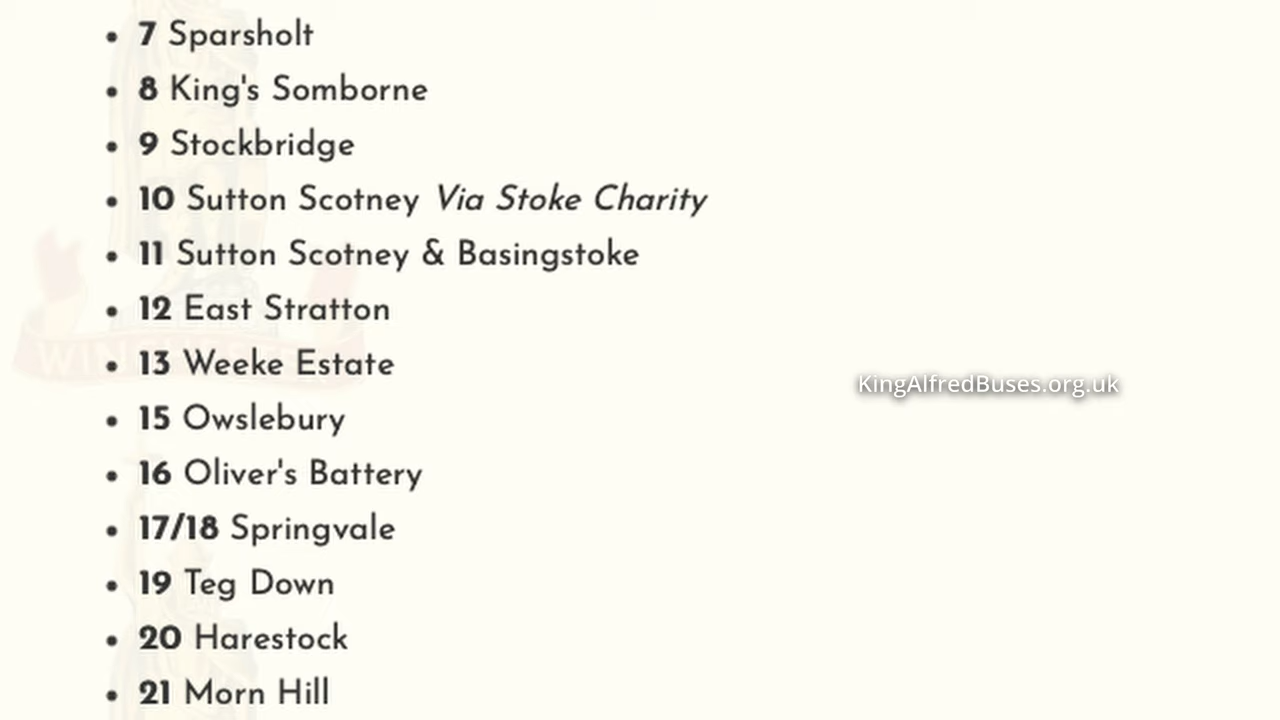 • 7 Sparsholt
• 8 King's Somborne
• 9 Stockbridge
• 10 Sutton Scotney Via Stoke Charity
• 11 Sutton Scotney & Basingstoke
• 12 East Stratton
• 13 Weeke Estate
KingAlfredBuses.org.uk
• 15 Owslebury
• 16 Oliver's Battery
• 17/18 Springvale
• 19 Teg Down
• 20 Harestock
• 21 Morn Hill